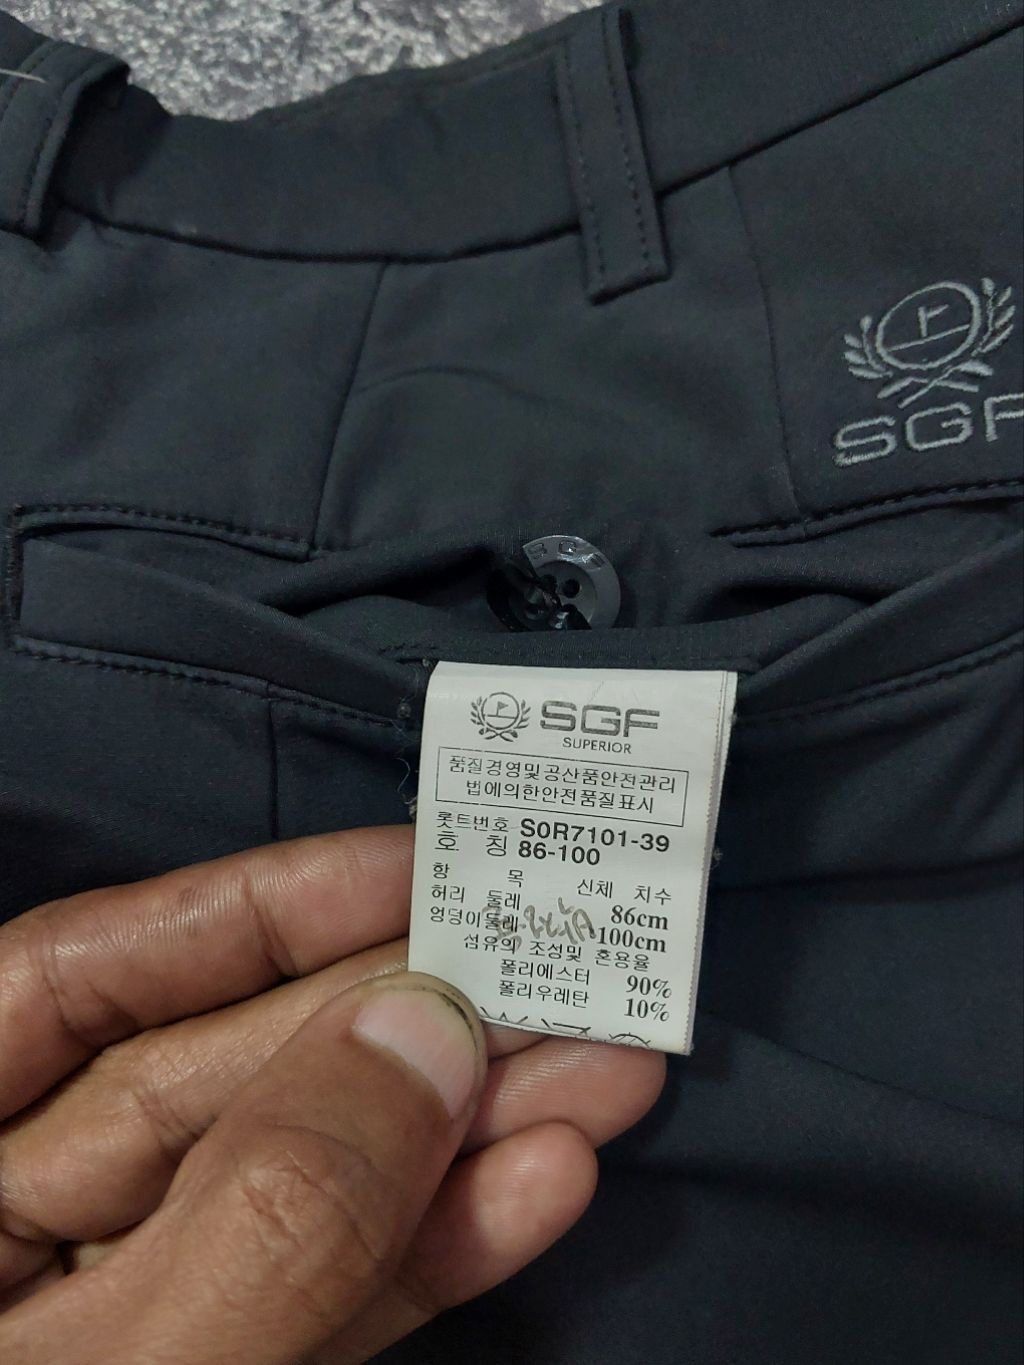 SGF
SGF
SGF
SUPERIOR
품질경영및공산품안전관리
법에의한안전품질표시
롯트번호 S0R7101-39
호 칭 86-100
항 목 신체 치수
허리 둘레 86cm
엉덩이둘레 100cm
섬유의 조성및 혼용율
폴리에스터 90%
폴리우레탄 10%